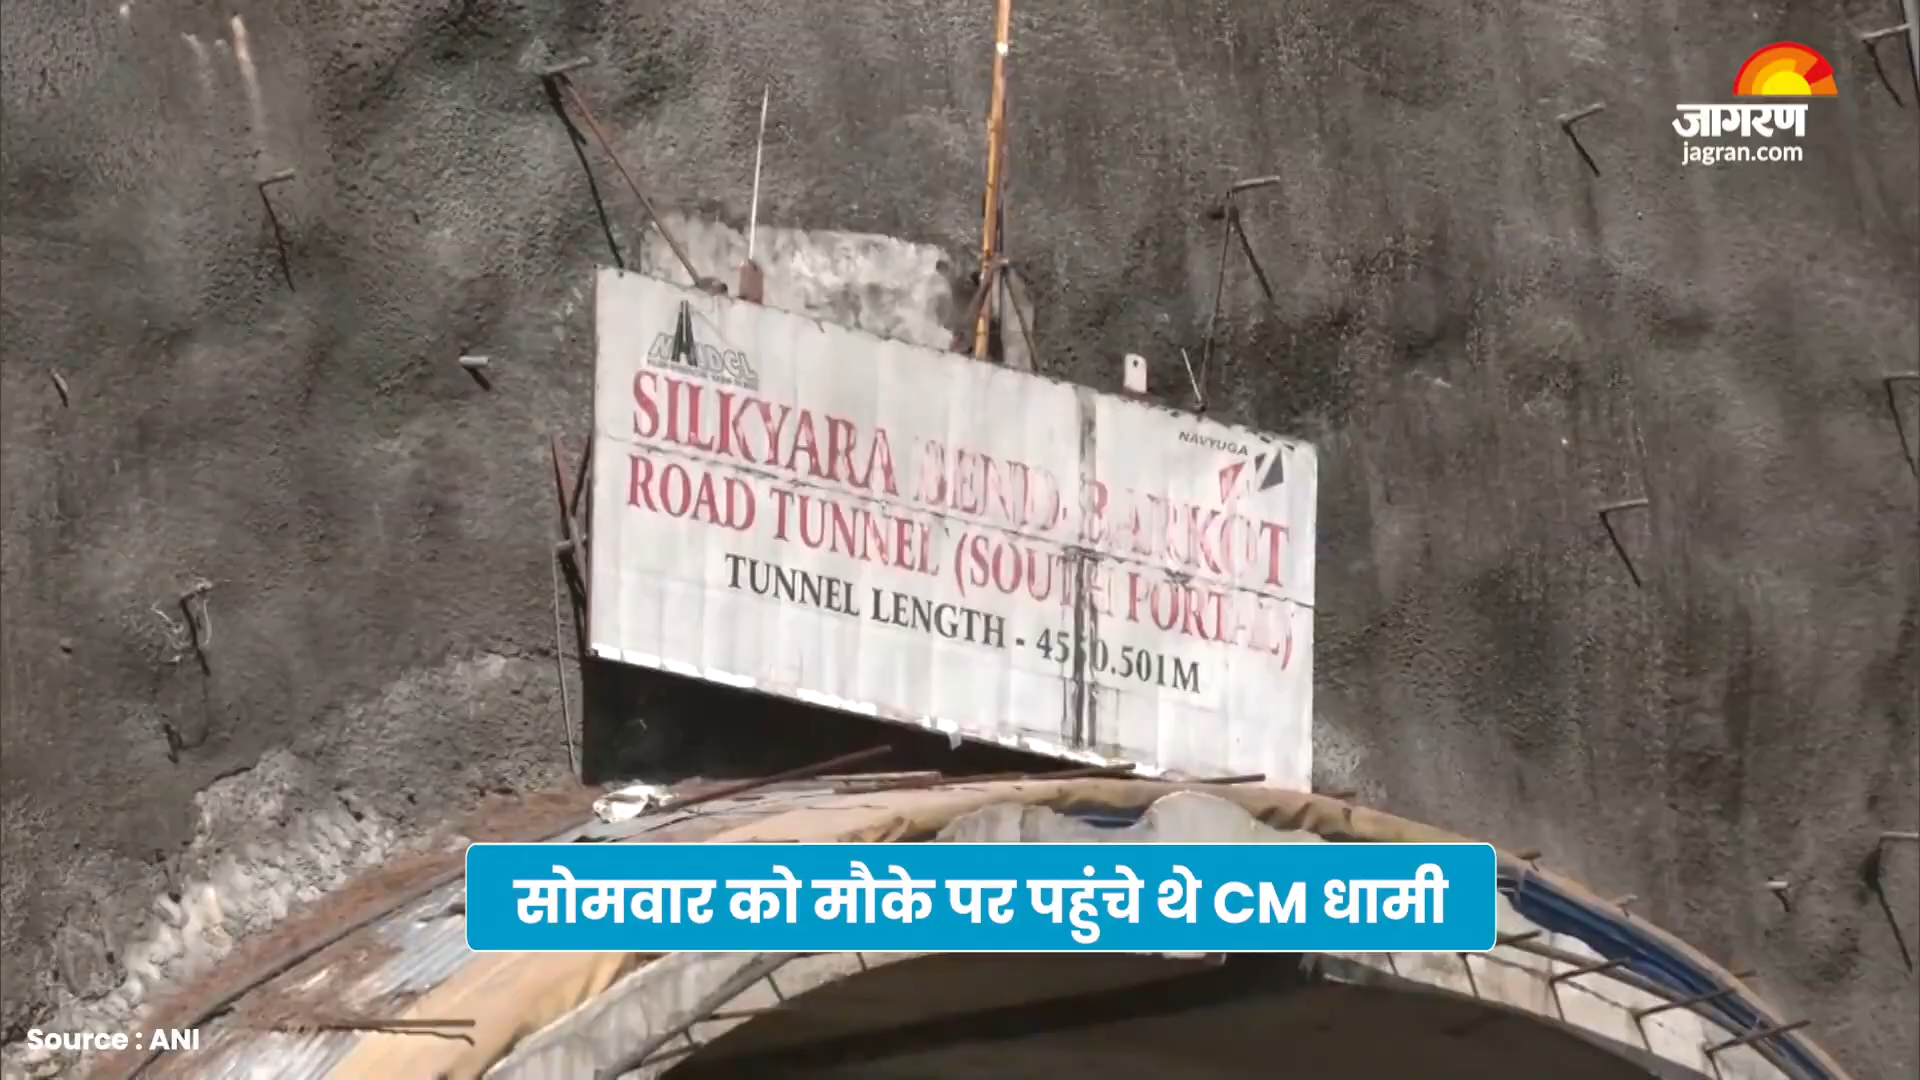 जागरण
jagran.com
NHIDCL
NAVYUGA
SILKYARA BEND-BARKOT
ROAD TUNNEL (SOUTH PORTAL)
TUNNEL LENGTH - 4530.501M
सोमवार को मौके पर पहुंचे थे CM धामी
Source : ANI